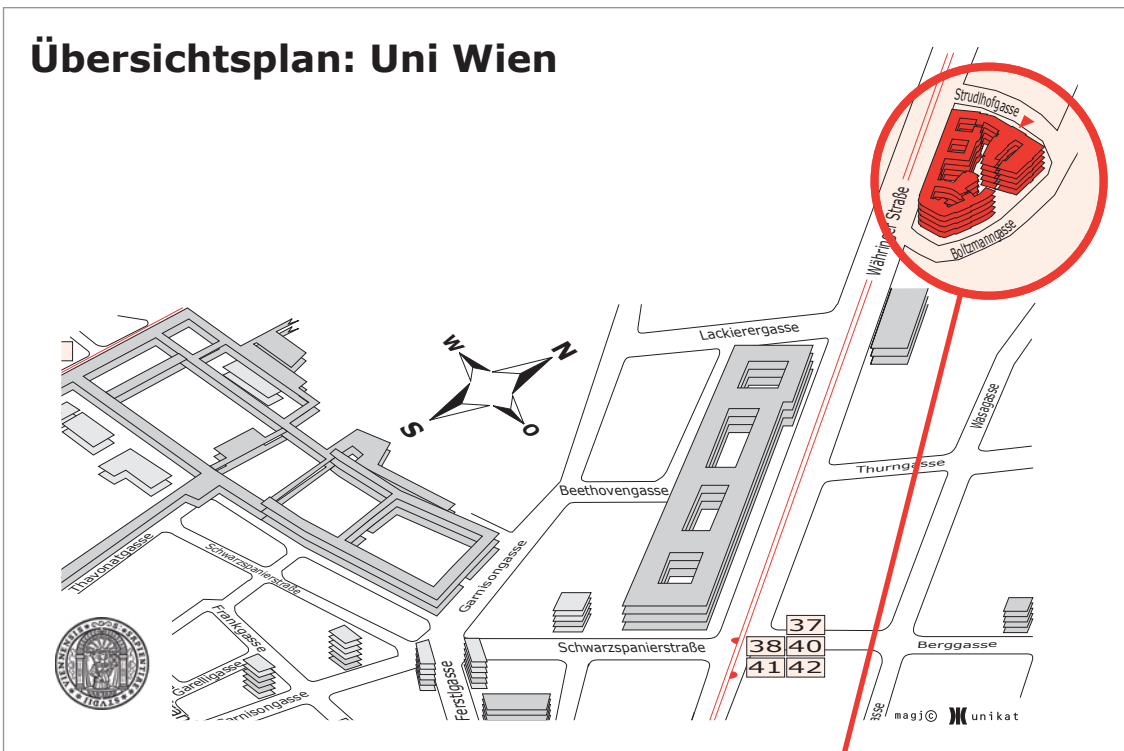 Übersichtsplan: Uni Wien
Strudlhofgasse
Boltzmanngasse
Währinger Straße
Lackierergasse
W
N
S
O
Wasagasse
Thurngasse
Beethovengasse
Garnisongasse
Thavonatgasse
Schwarzspanierstraße
Frankgasse
Garelligasse
Garnisongasse
Ferstlgasse
Schwarzspanierstraße
37
38 40
41 42
Berggasse
sse
magj© unikat